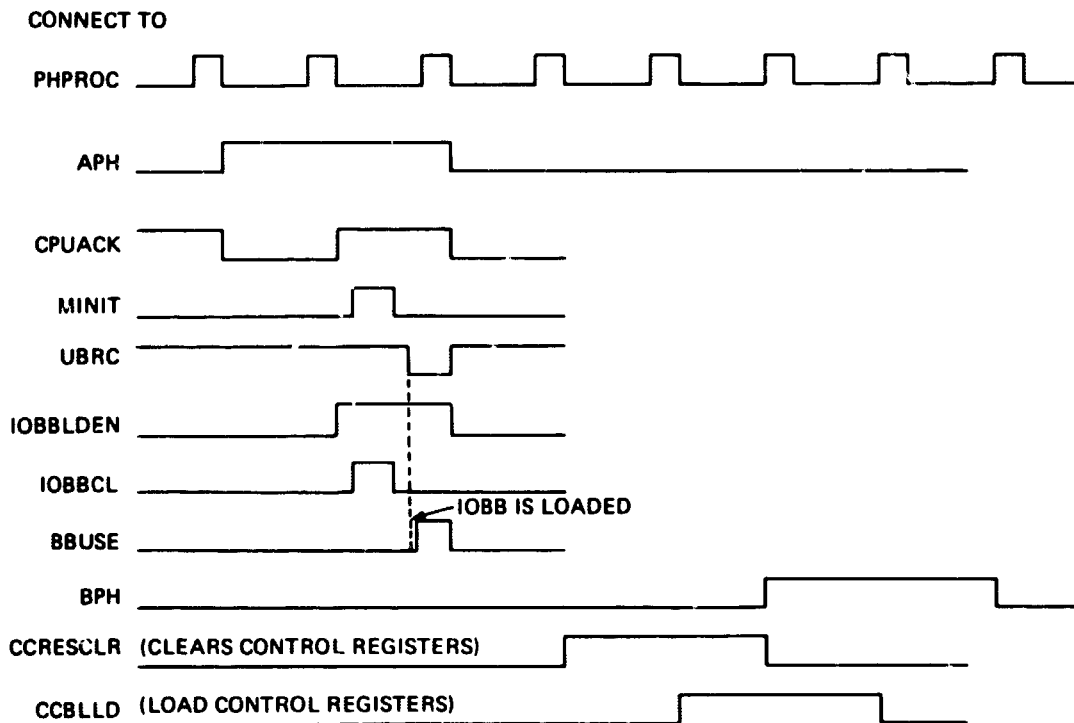 CONNECT TO
PHPROC
APH
CPUACK
MINIT
UBRC
IOBBLDEN
IOBBCL
IOBB IS LOADED
BBUSE
BPH
CCRESCLR (CLEARS CONTROL REGISTERS)
CCBLLD (LOAD CONTROL REGISTERS)